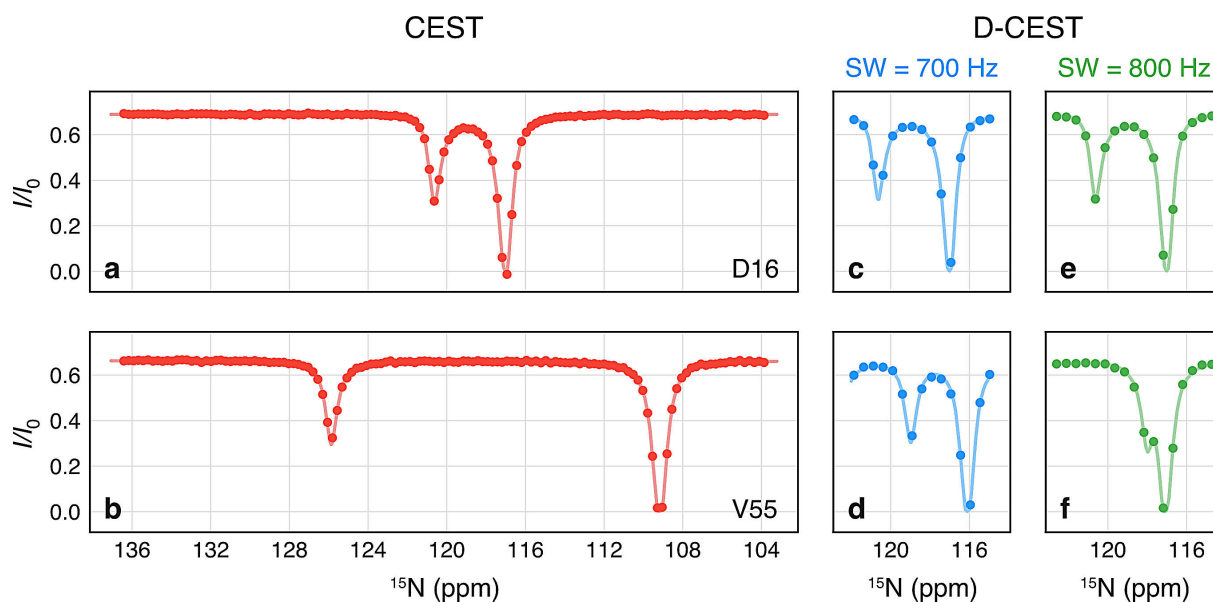 CEST
D-CEST
SW = 700 Hz
SW = 800 Hz
I/I0
0.6
0.4
0.2
0.0
a
D16
c
e
I/I0
0.6
0.4
0.2
0.0
b
V55
d
f
136
132
128
124
120
116
112
108
104
120
116
120
116
15N (ppm)
15N (ppm)
15N (ppm)